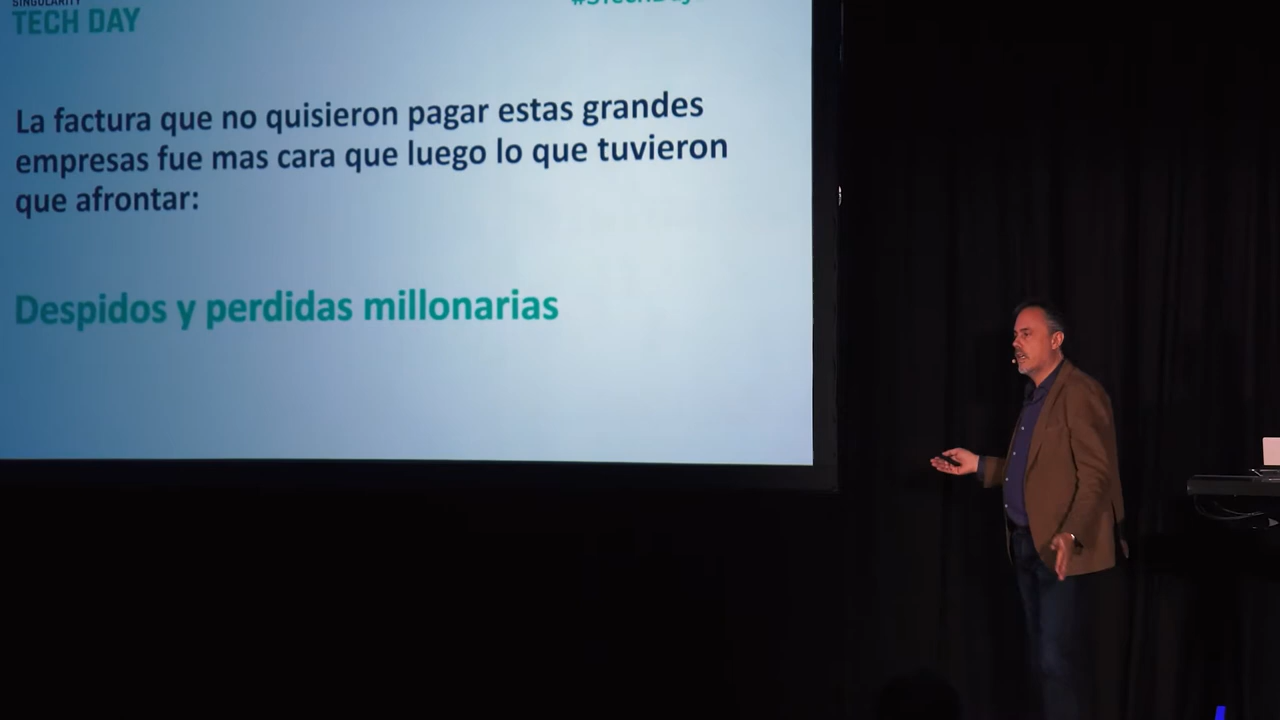 SINGULARITY
TECH DAY
La factura que no quisieron pagar estas grandes
empresas fue mas cara que luego lo que tuvieron
que afrontar:
Despidos y perdidas millonarias